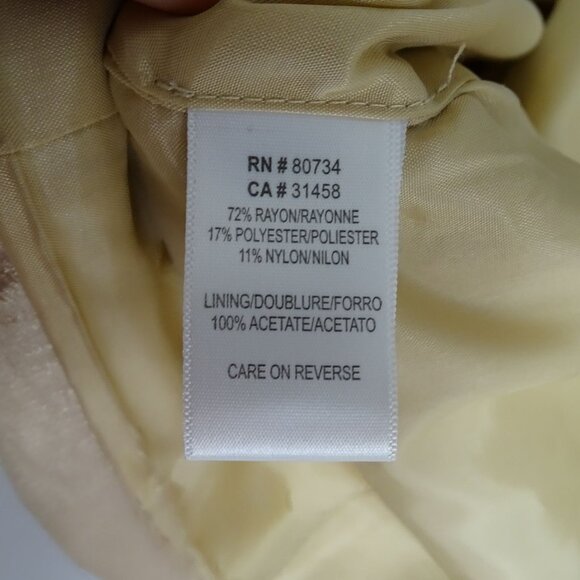 RN # 80734
CA # 31458
72% RAYON/RAYONNE
17% POLYESTER/POLIESTER
11% NYLON/NILON
LINING/DOUBLURE/FORRO
100% ACETATE/ACETATO
CARE ON REVERSE